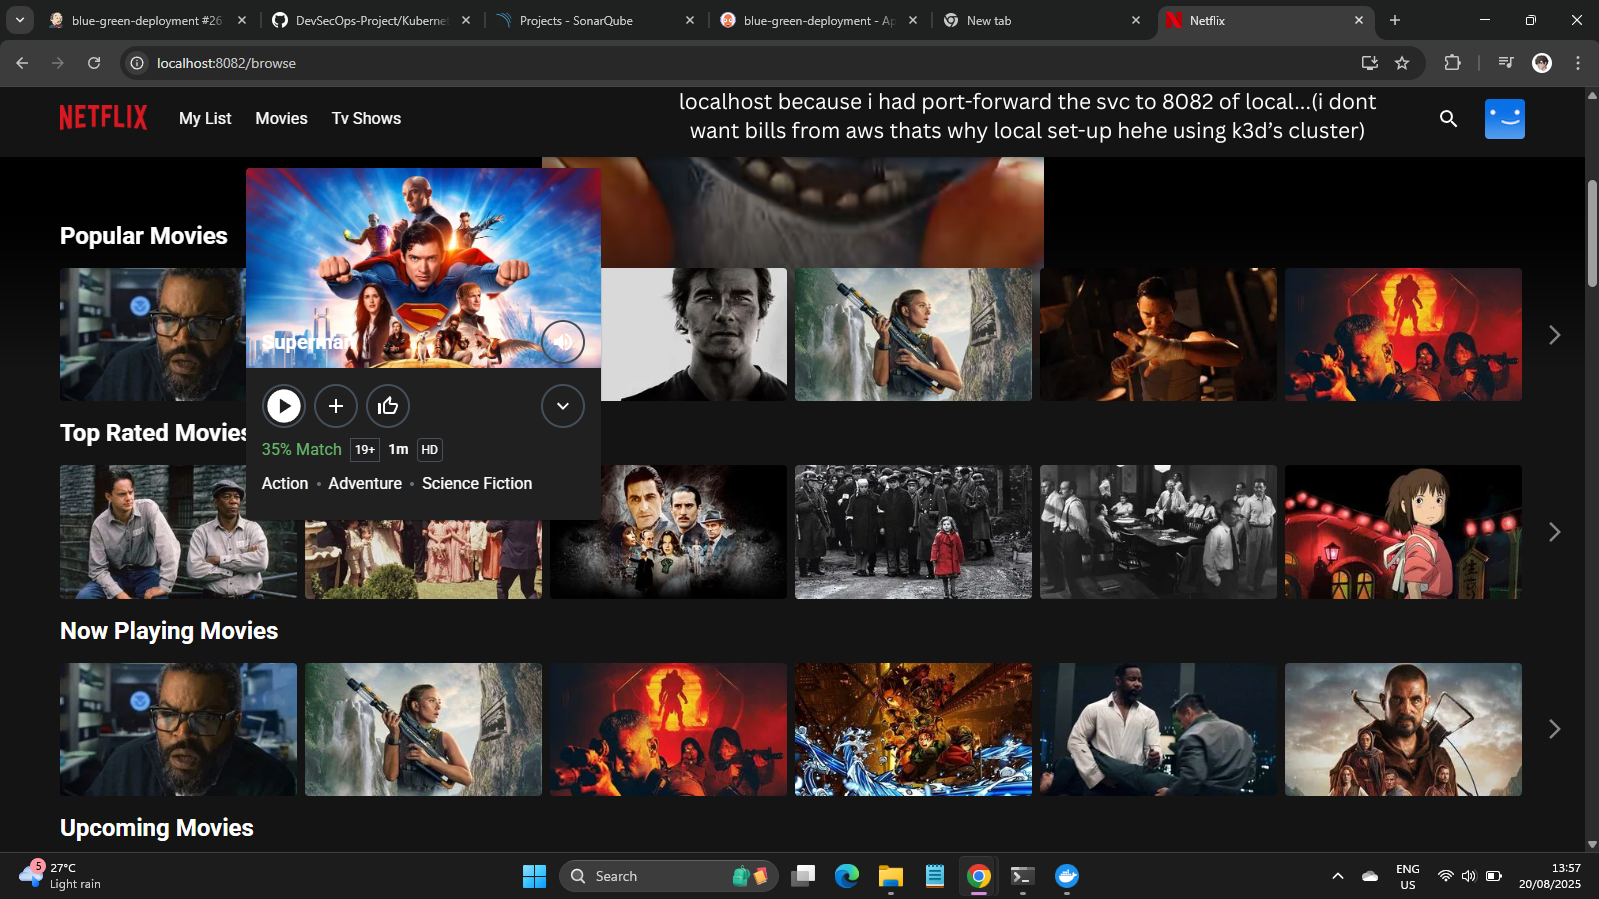 blue-green-deployment #26
DevSecOps-Project/Kubernet
Projects - SonarQube
blue-green-deployment - Ap
New tab
Netflix
localhost:8082/browse
NETFLIX
My List
Movies
Tv Shows
localhost because i had port-forward the svc to 8082 of local...(i dont
want bills from aws thats why local set-up hehe using k3d’s cluster)
Popular Movies
Superman
35% Match 19+ 1m HD
Action • Adventure • Science Fiction
Top Rated Movies
Now Playing Movies
Upcoming Movies
5
27°C
Light rain
Search
ENG
US
13:57
20/08/2025